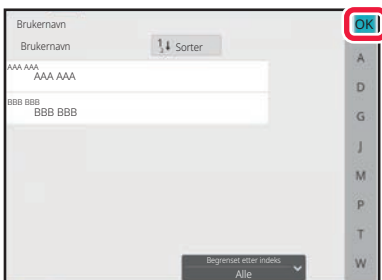 Brukernavn
OK
Brukernavn
Sorter
AAA AAA
AAA AAA
BBB BBB
BBB BBB
A
D
G
J
M
P
T
W
Begrenset etter indeks
Alle